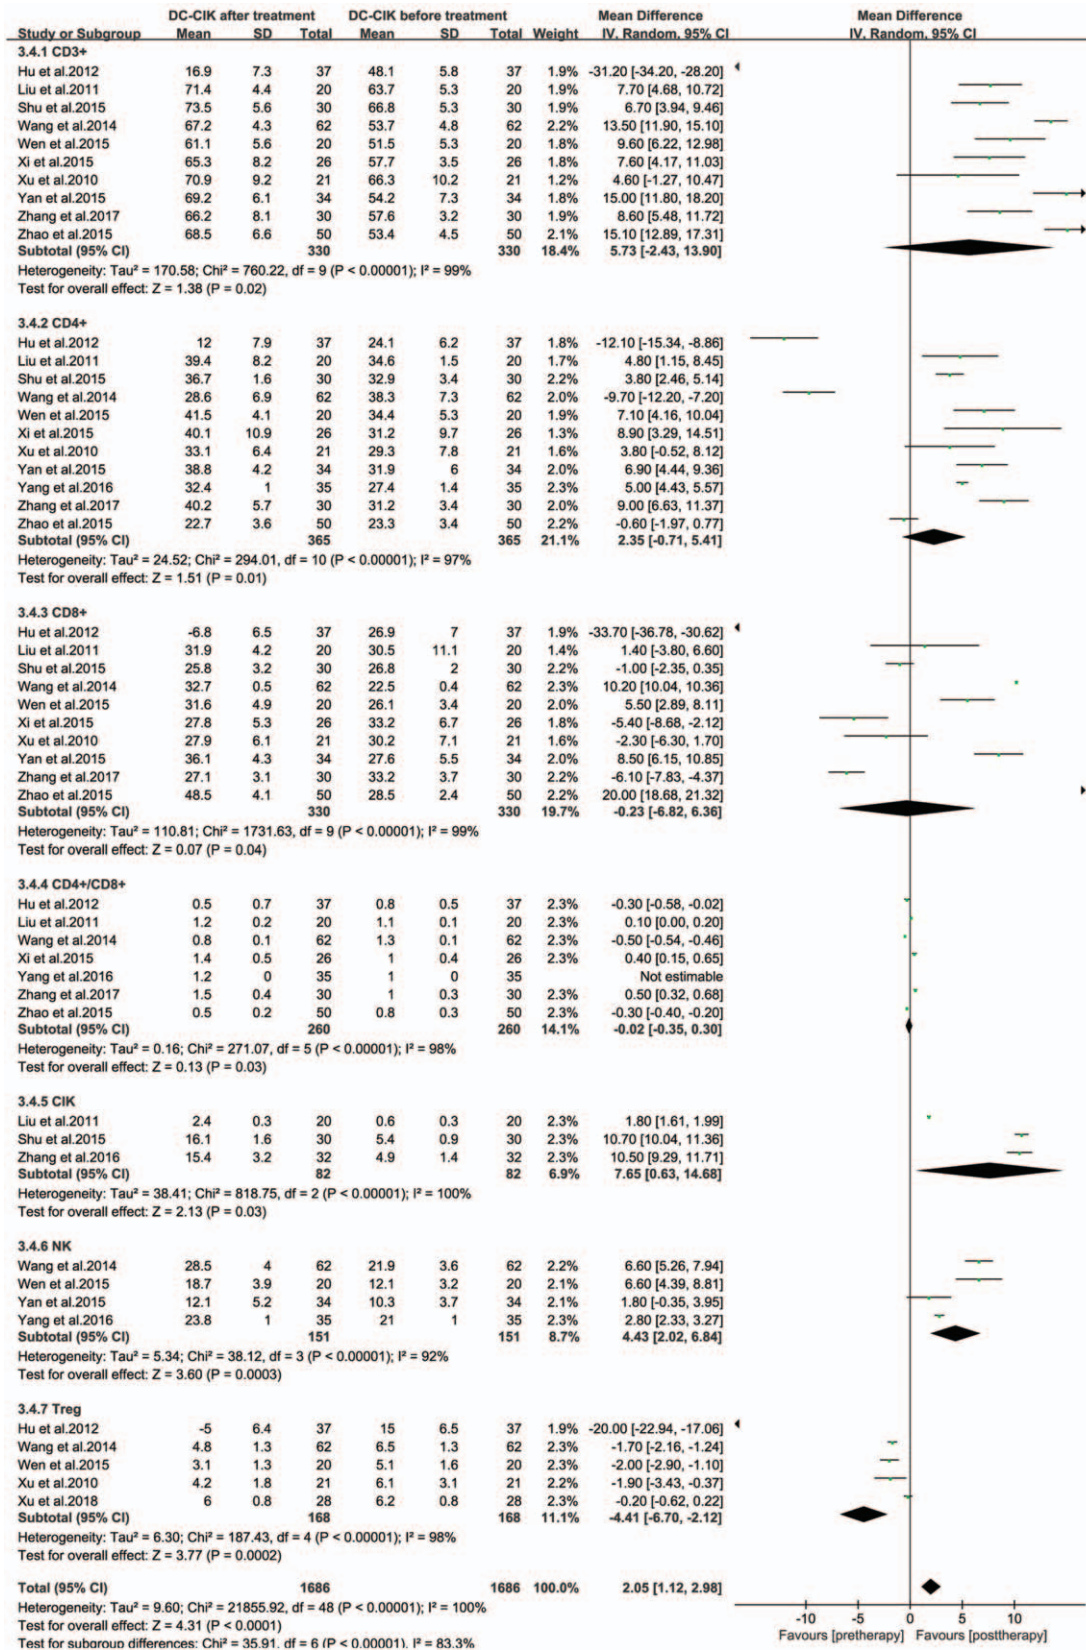 DC-CIK after treatment DC-CIK before treatment Mean Difference Mean Difference
Study or Subgroup Mean SD Total Mean SD Total Weight IV, Random, 95% CI IV, Random, 95% CI
3.4.1 CD3+
Hu et al.2012 16.9 7.3 37 48.1 5.8 37 1.9% -31.20 [-34.20, -28.20]
Liu et al.2011 71.4 4.4 20 63.7 5.3 20 1.9% 7.70 [4.68, 10.72]
Shu et al.2015 73.5 5.6 30 66.8 5.3 30 1.9% 6.70 [3.94, 9.46]
Wang et al.2014 67.2 4.3 62 53.7 4.8 62 2.2% 13.50 [11.90, 15.10]
Wen et al.2015 61.1 5.6 20 51.5 5.3 20 1.9% 9.60 [6.22, 12.98]
Xi et al.2015 65.3 8.2 26 57.7 3.5 26 1.8% 7.60 [4.17, 11.03]
Xu et al.2010 70.9 9.2 21 66.3 10.2 21 1.2% 4.60 [-1.27, 10.47]
Yan et al.2015 69.2 6.1 34 54.2 7.3 34 1.8% 15.00 [11.80, 18.20]
Zhang et al.2017 66.2 8.1 30 57.6 3.2 30 1.9% 8.60 [5.48, 11.72]
Zhao et al.2015 68.5 6.6 50 53.4 4.5 50 2.1% 15.10 [12.89, 17.31]
Subtotal (95% CI) 330 330 18.4% 5.73 [-2.43, 13.90]
Heterogeneity: Tau² = 170.58; Chi² = 760.22, df = 9 (P < 0.00001); I² = 99%
Test for overall effect: Z = 1.38 (P = 0.02)
3.4.2 CD4+
Hu et al.2012 12 7.9 37 24.1 6.2 37 1.8% -12.10 [-15.34, -8.86]
Liu et al.2011 39.4 8.2 20 34.6 1.5 20 1.7% 4.80 [1.15, 8.45]
Shu et al.2015 36.7 1.6 30 32.9 3.4 30 2.2% 3.80 [2.46, 5.14]
Wang et al.2014 28.6 6.9 62 38.3 7.3 62 2.0% -9.70 [-12.20, -7.20]
Wen et al.2015 41.5 4.1 20 34.4 5.3 20 1.9% 7.10 [4.16, 10.04]
Xi et al.2015 40.1 10.9 26 31.2 9.7 26 1.3% 8.90 [3.29, 14.51]
Xu et al.2010 33.1 6.4 21 29.3 7.8 21 1.6% 3.80 [-0.52, 8.12]
Yan et al.2015 38.8 4.2 34 31.9 6 34 2.0% 6.90 [4.44, 9.36]
Yang et al.2016 32.4 1 35 27.4 1.4 35 2.3% 5.00 [4.43, 5.57]
Zhang et al.2017 40.2 5.7 30 31.2 3.4 30 2.0% 9.00 [6.63, 11.37]
Zhao et al.2015 22.7 3.6 50 23.3 3.4 50 2.2% -0.60 [-1.97, 0.77]
Subtotal (95% CI) 365 365 21.1% 2.35 [-0.71, 5.41]
Heterogeneity: Tau² = 24.52; Chi² = 294.01, df = 10 (P < 0.00001); I² = 97%
Test for overall effect: Z = 1.51 (P = 0.01)
3.4.3 CD8+
Hu et al.2012 -6.8 6.5 37 26.9 7 37 1.9% -33.70 [-36.78, -30.62]
Liu et al.2011 31.9 4.2 20 30.5 11.1 20 1.4% 1.40 [-3.80, 6.60]
Shu et al.2015 25.8 3.2 30 26.8 2 30 2.2% -1.00 [-2.35, 0.35]
Wang et al.2014 32.7 0.5 62 22.5 0.4 62 2.3% 10.20 [10.04, 10.36]
Wen et al.2015 31.6 4.9 20 26.1 3.4 20 2.0% 5.50 [2.89, 8.11]
Xi et al.2015 27.8 5.3 26 33.2 6.7 26 1.8% -5.40 [-8.68, -2.12]
Xu et al.2010 27.9 6.1 21 30.2 7.1 21 1.6% -2.30 [-6.30, 1.70]
Yan et al.2015 36.1 4.3 34 27.6 5.5 34 2.0% 8.50 [6.15, 10.85]
Zhang et al.2017 27.1 3.1 30 33.2 3.7 30 2.2% -6.10 [-7.83, -4.37]
Zhao et al.2015 48.5 4.1 50 28.5 2.4 50 2.2% 20.00 [18.68, 21.32]
Subtotal (95% CI) 330 330 19.7% -0.23 [-6.82, 6.36]
Heterogeneity: Tau² = 110.81; Chi² = 1731.63, df = 9 (P < 0.00001); I² = 99%
Test for overall effect: Z = 0.07 (P = 0.04)
3.4.4 CD4+/CD8+
Hu et al.2012 0.5 0.7 37 0.8 0.5 37 2.3% -0.30 [-0.58, -0.02]
Liu et al.2011 1.2 0.2 20 1.1 0.1 20 2.3% 0.10 [0.00, 0.20]
Wang et al.2014 0.8 0.1 62 1.3 0.1 62 2.3% -0.50 [-0.54, -0.46]
Xi et al.2015 1.4 0.5 26 1 0.4 26 2.3% 0.40 [0.15, 0.65]
Yang et al.2016 1.2 0 35 1 0 35 Not estimable
Zhang et al.2017 1.5 0.4 30 1 0.3 30 2.3% 0.50 [0.32, 0.68]
Zhao et al.2015 0.5 0.2 50 0.8 0.3 50 2.3% -0.30 [-0.40, -0.20]
Subtotal (95% CI) 260 260 14.1% -0.02 [-0.35, 0.30]
Heterogeneity: Tau² = 0.16; Chi² = 271.07, df = 5 (P < 0.00001); I² = 98%
Test for overall effect: Z = 0.13 (P = 0.03)
3.4.5 CIK
Liu et al.2011 2.4 0.3 20 0.6 0.3 20 2.3% 1.80 [1.61, 1.99]
Shu et al.2015 16.1 1.6 30 5.4 0.9 30 2.3% 10.70 [10.04, 11.36]
Zhang et al.2016 15.4 3.2 32 4.9 1.4 32 2.3% 10.50 [9.29, 11.71]
Subtotal (95% CI) 82 82 6.9% 7.65 [0.63, 14.68]
Heterogeneity: Tau² = 38.41; Chi² = 818.75, df = 2 (P < 0.00001); I² = 100%
Test for overall effect: Z = 2.13 (P = 0.03)
3.4.6 NK
Wang et al.2014 28.5 4 62 21.9 3.6 62 2.2% 6.60 [5.26, 7.94]
Wen et al.2015 18.7 3.9 20 12.1 3.2 20 2.1% 6.60 [4.39, 8.81]
Yan et al.2015 12.1 5.2 34 10.3 3.7 34 2.1% 1.80 [-0.35, 3.95]
Yang et al.2016 23.8 1 35 21 1 35 2.3% 2.80 [2.33, 3.27]
Subtotal (95% CI) 151 151 8.7% 4.43 [2.02, 6.84]
Heterogeneity: Tau² = 5.34; Chi² = 38.12, df = 3 (P < 0.00001); I² = 92%
Test for overall effect: Z = 3.60 (P = 0.0003)
3.4.7 Treg
Hu et al.2012 -5 6.4 37 15 6.5 37 1.9% -20.00 [-22.94, -17.06]
Wang et al.2014 4.8 1.3 62 6.5 1.3 62 2.3% -1.70 [-2.16, -1.24]
Wen et al.2015 3.1 1.3 20 5.1 1.6 20 2.3% -2.00 [-2.90, -1.10]
Xu et al.2010 4.2 1.8 21 6.1 3.1 21 2.2% -1.90 [-3.43, -0.37]
Xu et al.2018 6 0.8 28 6.2 0.8 28 2.3% -0.20 [-0.62, 0.22]
Subtotal (95% CI) 168 168 11.1% -4.41 [-6.70, -2.12]
Heterogeneity: Tau² = 6.30; Chi² = 187.43, df = 4 (P < 0.00001); I² = 98%
Test for overall effect: Z = 3.77 (P = 0.0002)
Total (95% CI) 1686 1686 100.0% 2.05 [1.12, 2.98]
Heterogeneity: Tau² = 9.60; Chi² = 21855.92, df = 48 (P < 0.00001); I² = 100%
Test for overall effect: Z = 4.31 (P < 0.0001)
Test for subgroup differences: Chi² = 35.91, df = 6 (P < 0.00001), I² = 83.3%
-10 -5 0 5 10
Favours [pretherapy] Favours [posttherapy]